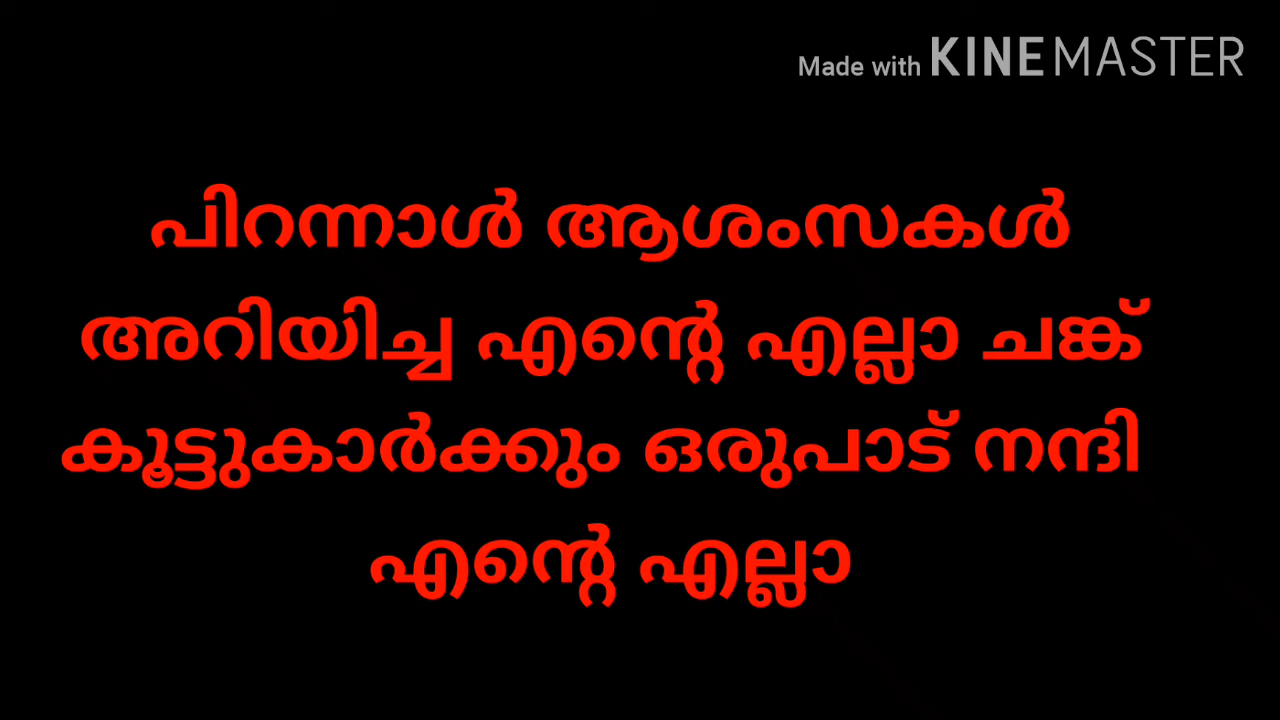 Made with KINEMASTER
പിറന്നാൾ ആശംസകൾ
അറിയിച്ച എന്റെ എല്ലാ ചങ്ക്
കൂട്ടുകാർക്കും ഒരുപാട് നന്ദി
എന്റെ എല്ലാ